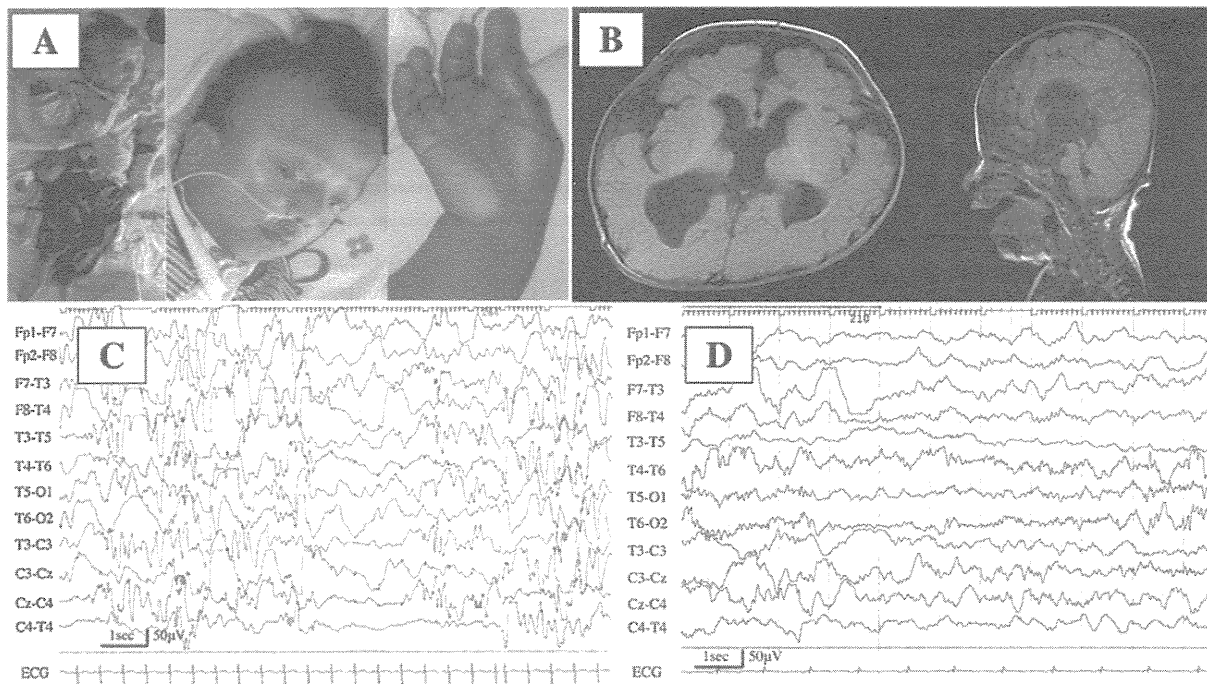 A
B
C
Fp1-F7
Fp2-F8
F7-T3
F8-T4
T3-T5
T4-T6
T5-O1
T6-O2
T3-C3
C3-Cz
Cz-C4
C4-T4
1sec 50μV
ECG
D
210
Fp1-F7
Fp2-F8
F7-T3
F8-T4
T3-T5
T4-T6
T5-O1
T6-O2
T3-C3
C3-Cz
Cz-C4
C4-T4
1sec 50μV
ECG